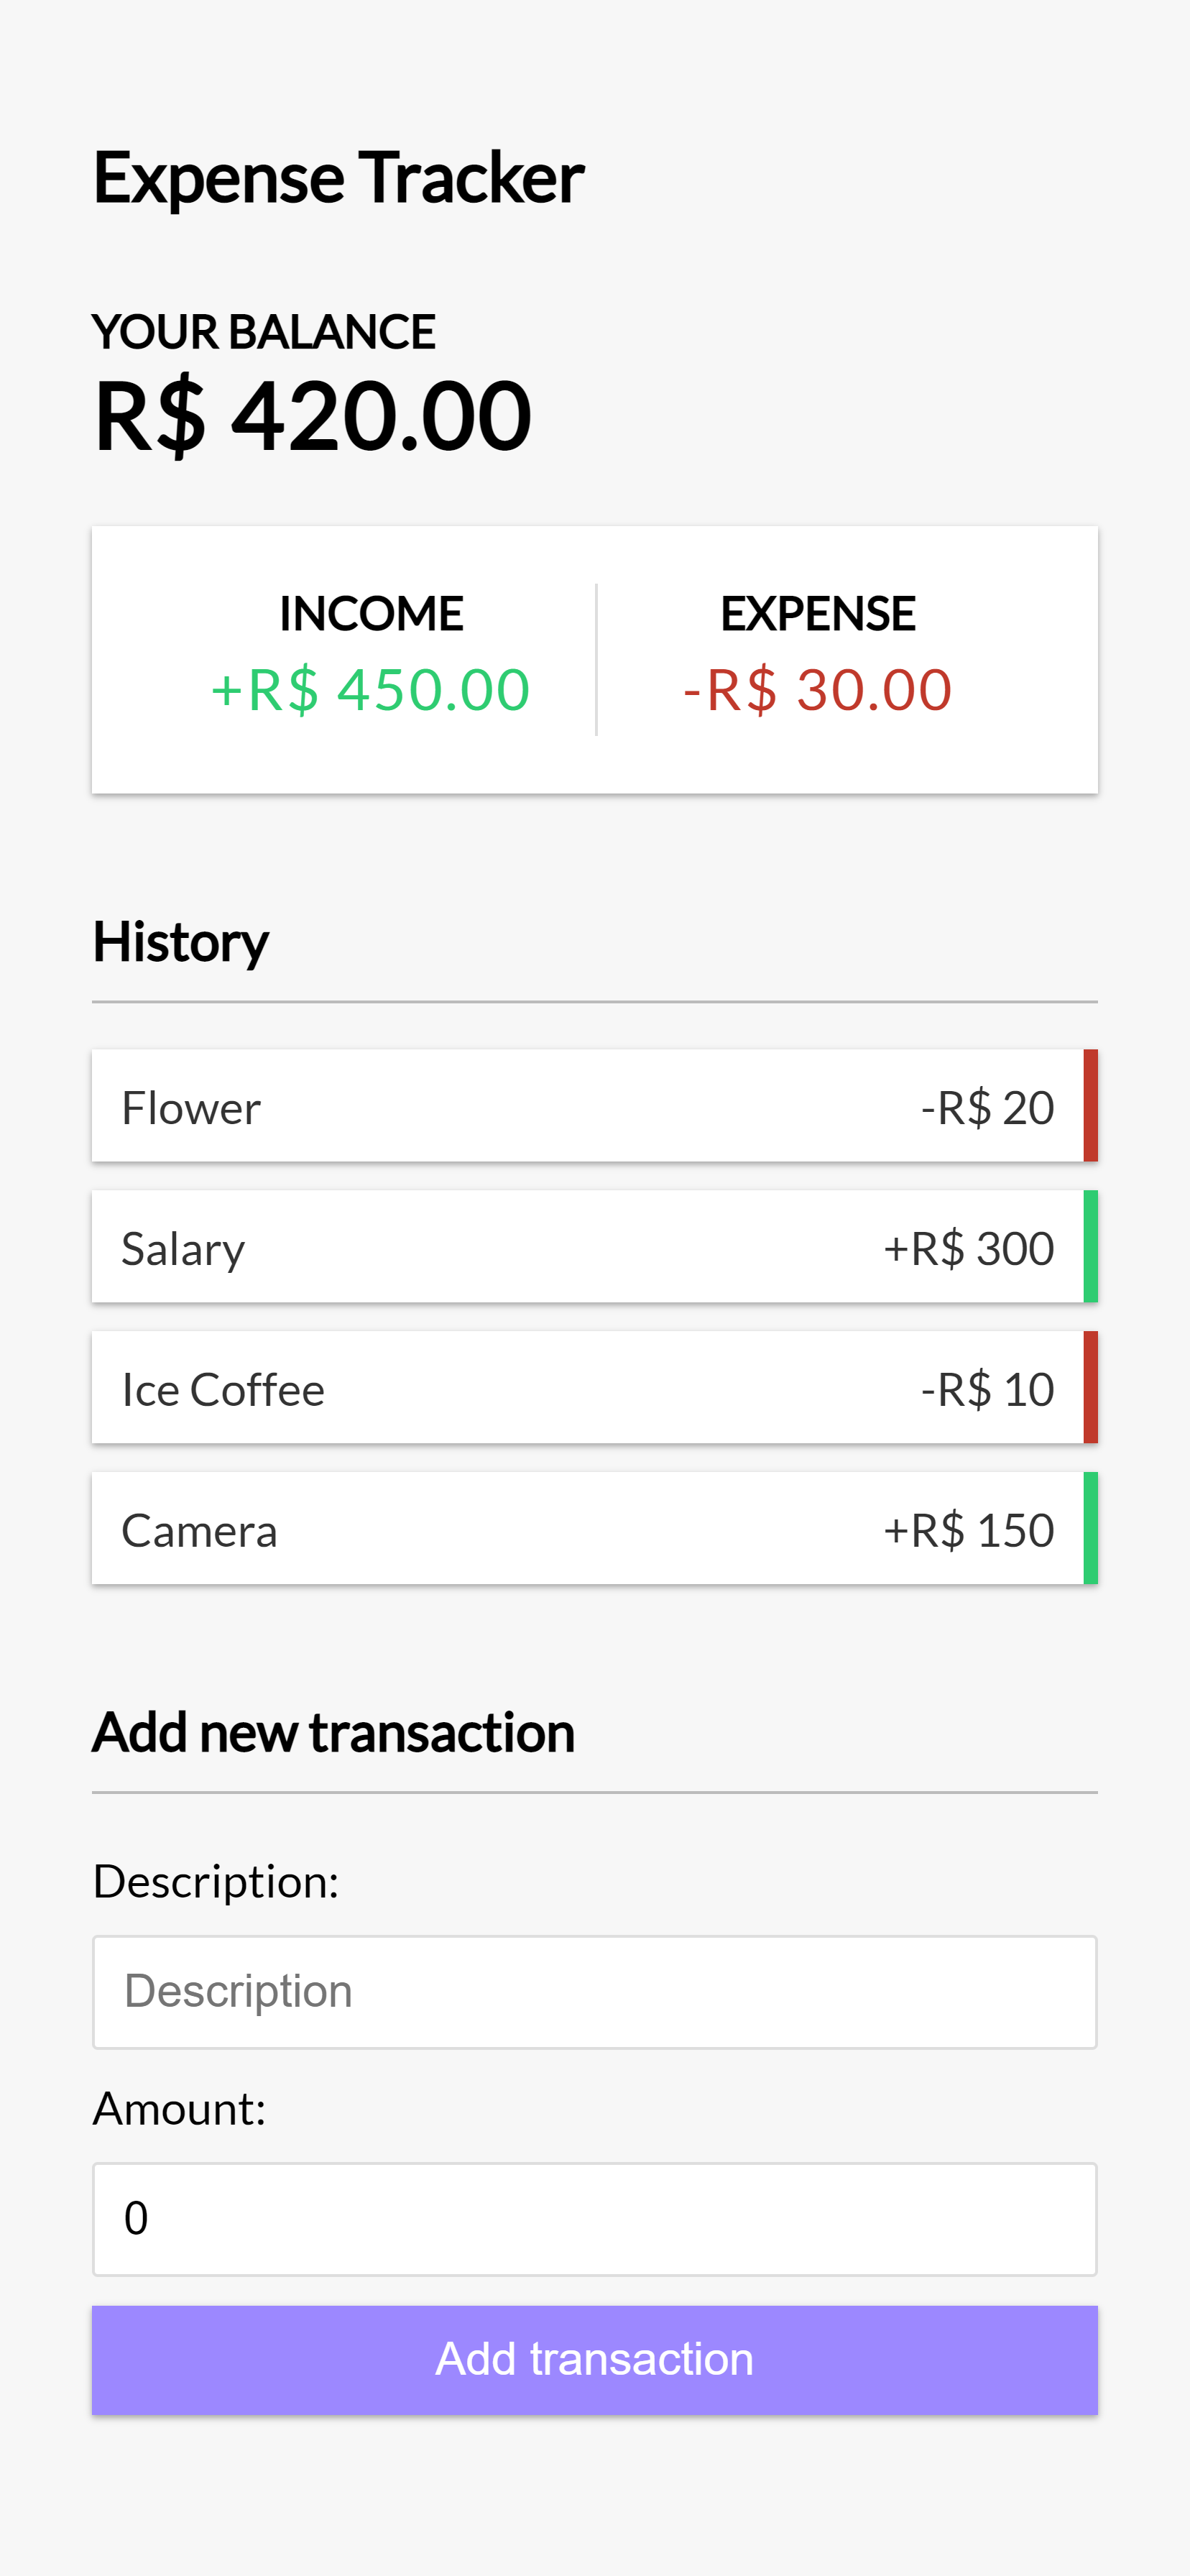 Expense Tracker
YOUR BALANCE
R$ 420.00
INCOME EXPENSE
+R$ 450.00 -R$ 30.00
History
Flower -R$ 20
Salary +R$ 300
Ice Coffee -R$ 10
Camera +R$ 150
Add new transaction
Description:
Description
Amount:
0
Add transaction